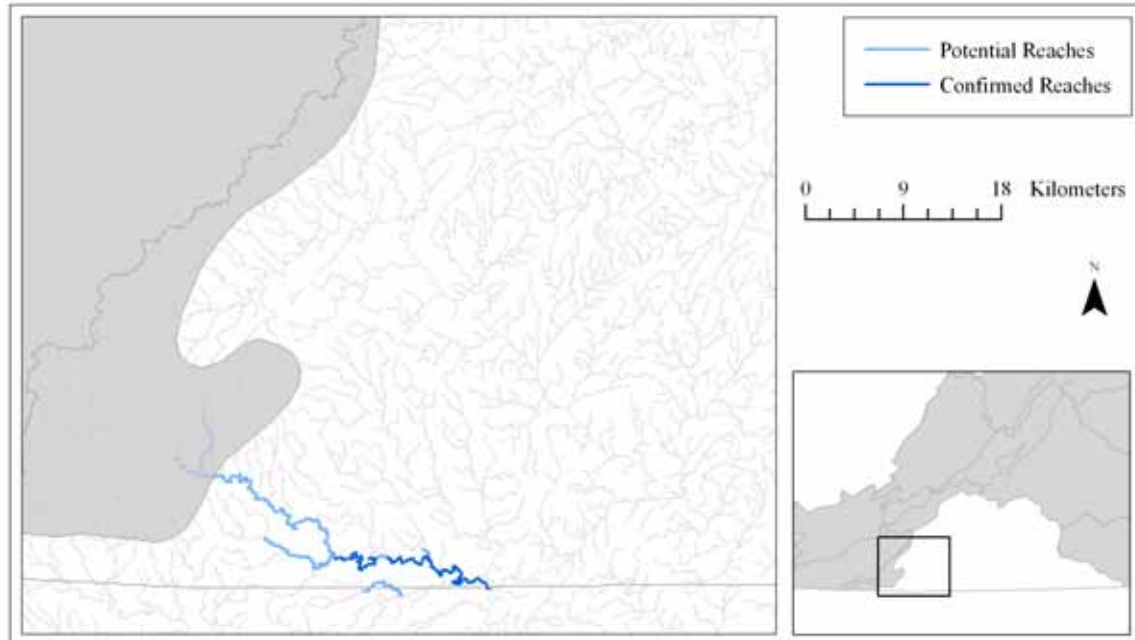 Potential Reaches
Confirmed Reaches
0 9 18 Kilometers
N